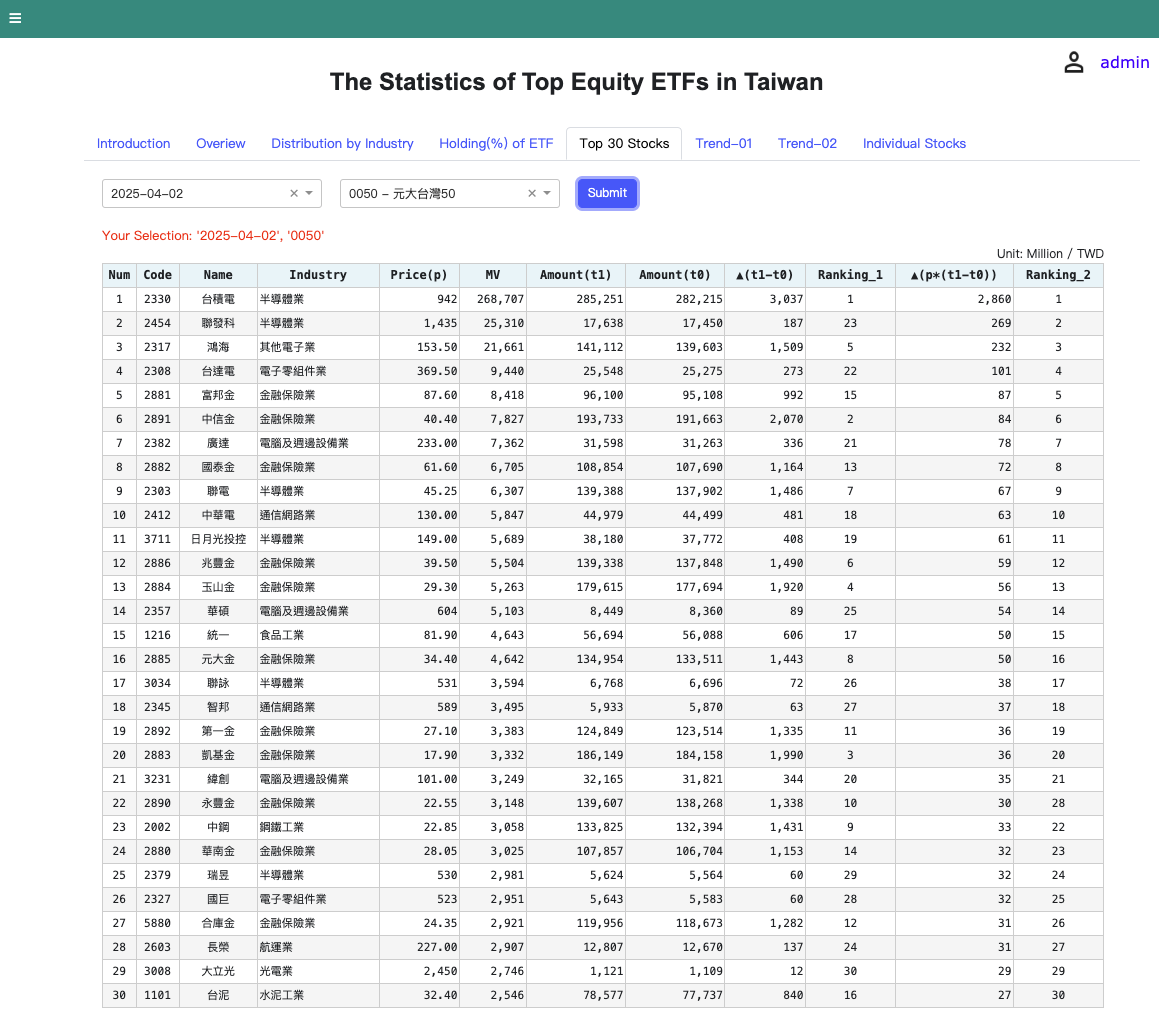 admin
The Statistics of Top Equity ETFs in Taiwan
Introduction Overiew Distribution by Industry Holding(%) of ETF Top 30 Stocks Trend-01 Trend-02 Individual Stocks
2025-04-02 × 0050 - 元大台灣50 × Submit
Your Selection: '2025-04-02', '0050'
Unit: Million / TWD
Num Code Name Industry Price(p) MV Amount(t1) Amount(t0) ▲(t1-t0) Ranking_1 ▲(p*(t1-t0)) Ranking_2
1 2330 台積電 半導體業 942 268,707 285,251 282,215 3,037 1 2,860 1
2 2454 聯發科 半導體業 1,435 25,310 17,638 17,450 187 23 269 2
3 2317 鴻海 其他電子業 153.50 21,661 141,112 139,603 1,509 5 232 3
4 2308 台達電 電子零組件業 369.50 9,440 25,548 25,275 273 22 101 4
5 2881 富邦金 金融保險業 87.60 8,418 96,100 95,108 992 15 87 5
6 2891 中信金 金融保險業 40.40 7,827 193,733 191,663 2,070 2 84 6
7 2382 廣達 電腦及週邊設備業 233.00 7,362 31,598 31,263 336 21 78 7
8 2882 國泰金 金融保險業 61.60 6,705 108,854 107,690 1,164 13 72 8
9 2303 聯電 半導體業 45.25 6,307 139,388 137,902 1,486 7 67 9
10 2412 中華電 通信網路業 130.00 5,847 44,979 44,499 481 18 63 10
11 3711 日月光投控 半導體業 149.00 5,689 38,180 37,772 408 19 61 11
12 2886 兆豐金 金融保險業 39.50 5,504 139,338 137,848 1,490 6 59 12
13 2884 玉山金 金融保險業 29.30 5,263 179,615 177,694 1,920 4 56 13
14 2357 華碩 電腦及週邊設備業 604 5,103 8,449 8,360 89 25 54 14
15 1216 統一 食品工業 81.90 4,643 56,694 56,088 606 17 50 15
16 2885 元大金 金融保險業 34.40 4,642 134,954 133,511 1,443 8 50 16
17 3034 聯詠 半導體業 531 3,594 6,768 6,696 72 26 38 17
18 2345 智邦 通信網路業 589 3,495 5,933 5,870 63 27 37 18
19 2892 第一金 金融保險業 27.10 3,383 124,849 123,514 1,335 11 36 19
20 2883 凱基金 金融保險業 17.90 3,332 186,149 184,158 1,990 3 36 20
21 3231 緯創 電腦及週邊設備業 101.00 3,249 32,165 31,821 344 20 35 21
22 2890 永豐金 金融保險業 22.55 3,148 139,607 138,268 1,338 10 30 28
23 2002 中鋼 鋼鐵工業 22.85 3,058 133,825 132,394 1,431 9 33 22
24 2880 華南金 金融保險業 28.05 3,025 107,857 106,704 1,153 14 32 23
25 2379 瑞昱 半導體業 530 2,981 5,624 5,564 60 29 32 24
26 2327 國巨 電子零組件業 523 2,951 5,643 5,583 60 28 32 25
27 5880 合庫金 金融保險業 24.35 2,921 119,956 118,673 1,282 12 31 26
28 2603 長榮 航運業 227.00 2,907 12,807 12,670 137 24 31 27
29 3008 大立光 光電業 2,450 2,746 1,121 1,109 12 30 29 29
30 1101 台泥 水泥工業 32.40 2,546 78,577 77,737 840 16 27 30